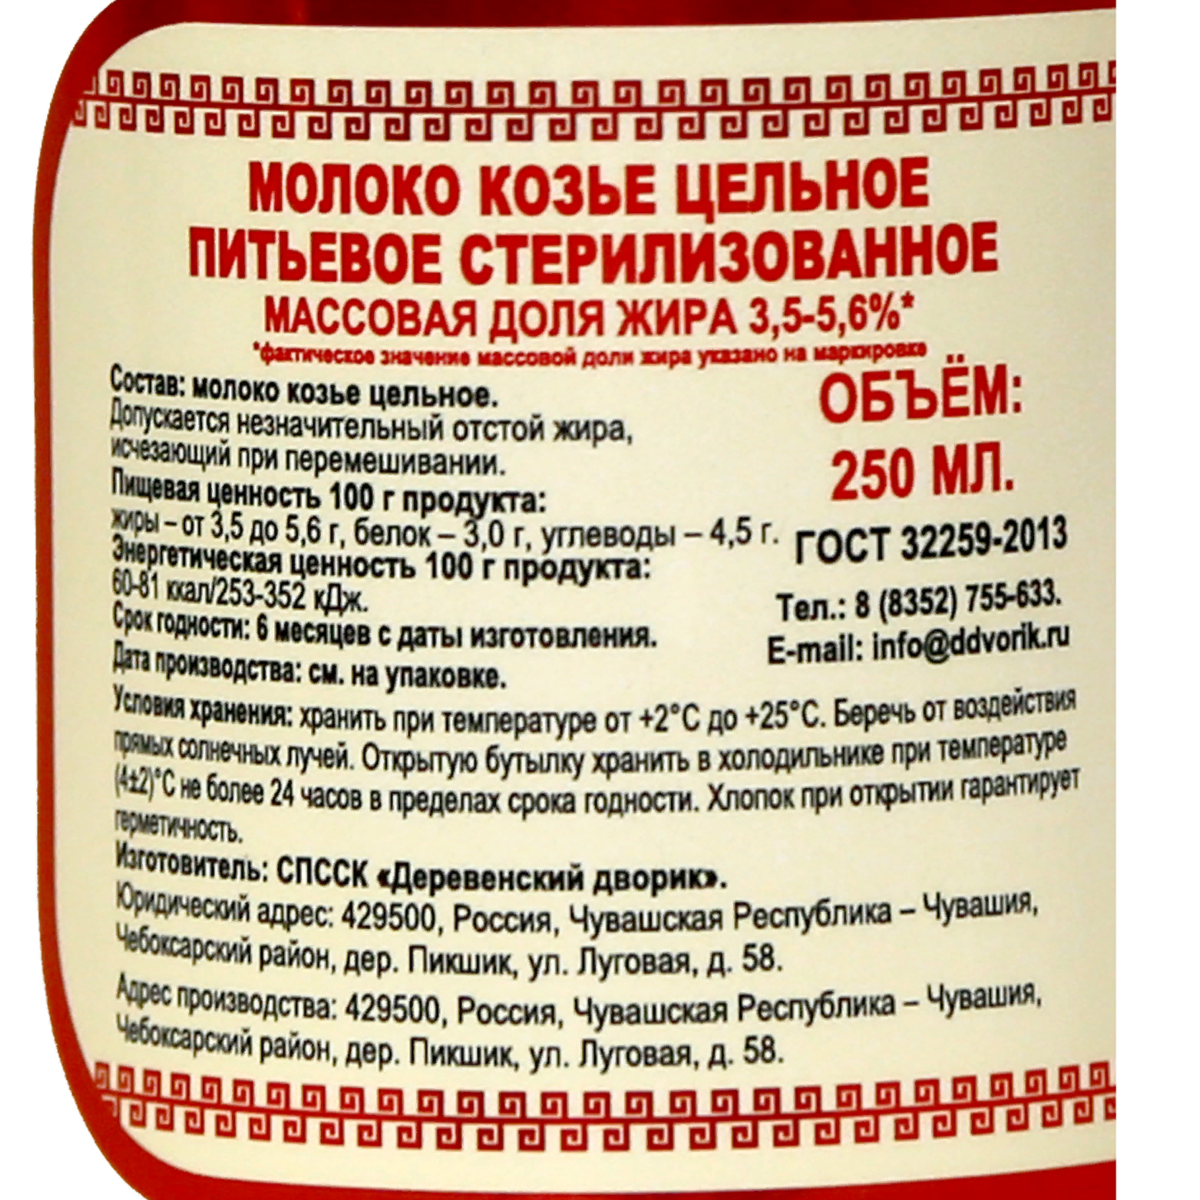 МОЛОКО КОЗЬЕ ЦЕЛЬНОЕ
ПИТЬЕВОЕ СТЕРИЛИЗОВАННОЕ
МАССОВАЯ ДОЛЯ ЖИРА 3,5-5,6%*
*фактическое значение массовой доли жира указано на маркировке
Состав: молоко козье цельное.
Допускается незначительный отстой жира,
исчезающий при перемешивании.
Пищевая ценность 100 г продукта:
жиры – от 3,5 до 5,6 г, белок – 3,0 г, углеводы – 4,5 г.
Энергетическая ценность 100 г продукта:
60-81 ккал/253-352 кДж.
Срок годности: 6 месяцев с даты изготовления.
Дата производства: см. на упаковке.
ОБЪЁМ:
250 МЛ.
ГОСТ 32259-2013
Тел.: 8 (8352) 755-633.
E-mail: info@ddvorik.ru
Условия хранения: хранить при температуре от +2°С до +25°С. Беречь от воздействия
прямых солнечных лучей. Открытую бутылку хранить в холодильнике при температуре
(4±2)°С не более 24 часов в пределах срока годности. Хлопок при открытии гарантирует
герметичность.
Изготовитель: СПССК «Деревенский дворик».
Юридический адрес: 429500, Россия, Чувашская Республика – Чувашия,
Чебоксарский район, дер. Пикшик, ул. Луговая, д. 58.
Адрес производства: 429500, Россия, Чувашская Республика – Чувашия,
Чебоксарский район, дер. Пикшик, ул. Луговая, д. 58.